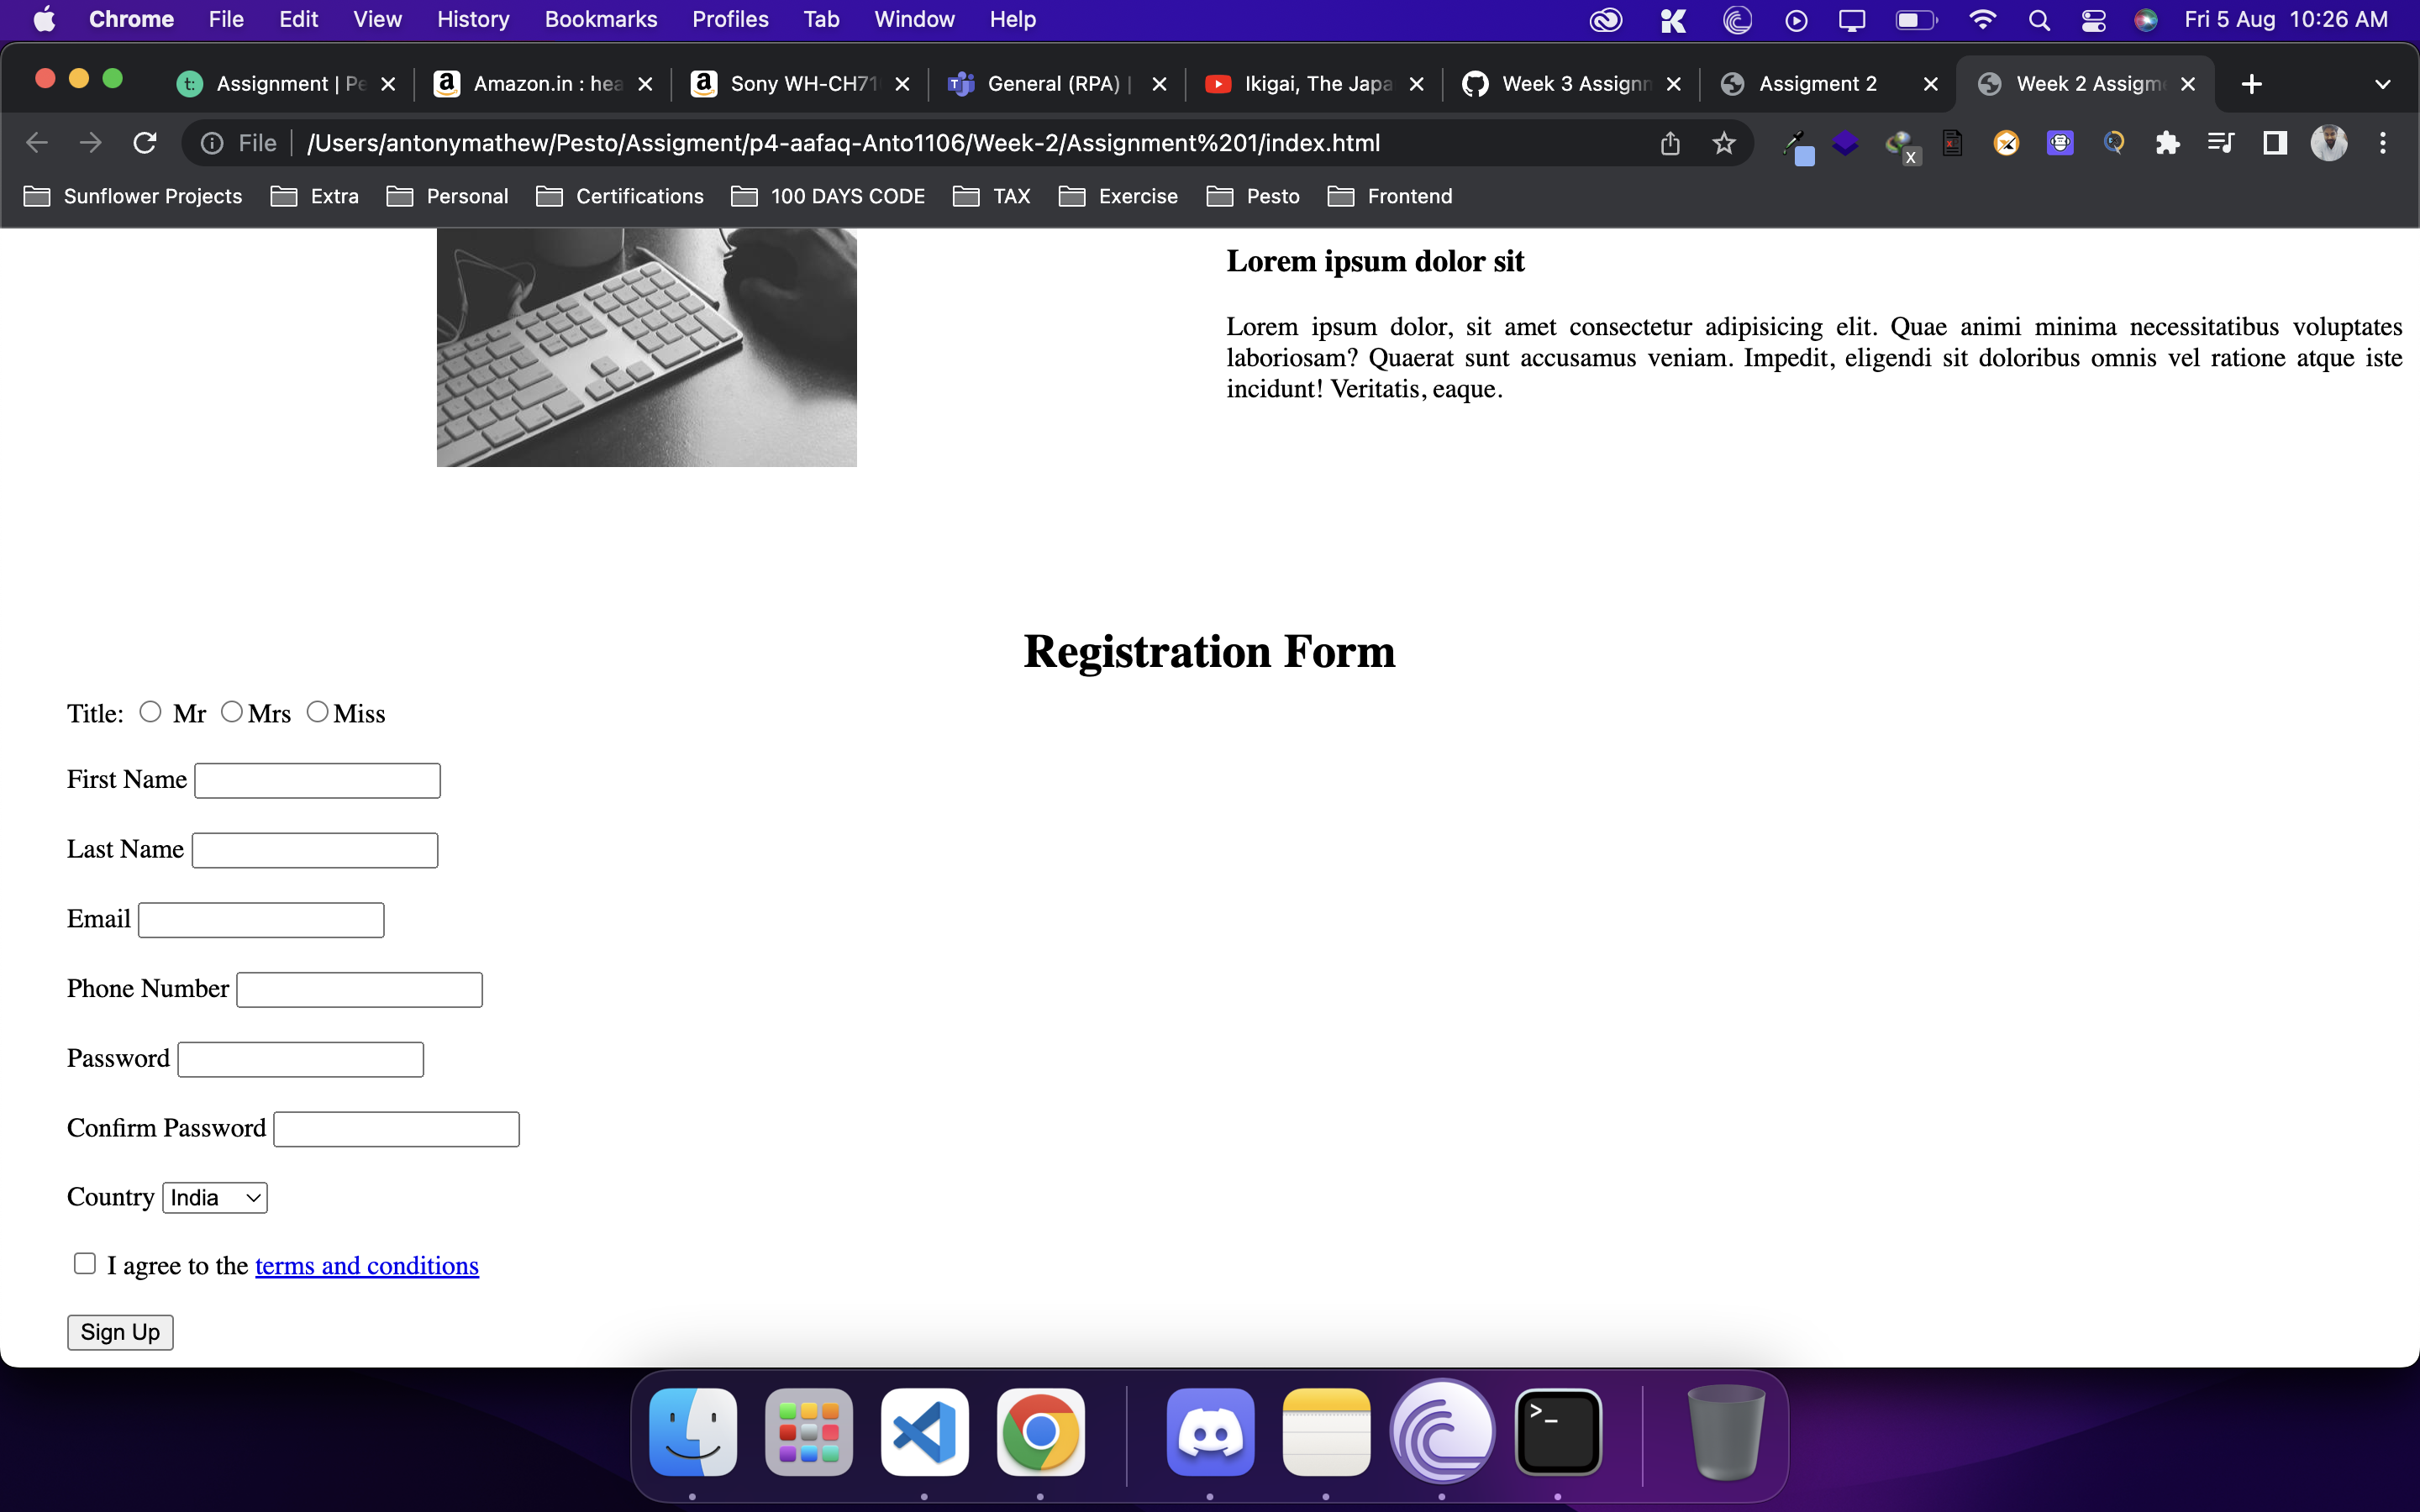 Chrome File Edit View History Bookmarks Profiles Tab Window Help Fri 5 Aug 10:26 AM
Assignment | Pe Amazon.in : hea Sony WH-CH71 General (RPA) | Ikigai, The Japa Week 3 Assignn Assigment 2 Week 2 Assigme
File /Users/antonymathew/Pesto/Assigment/p4-aafaq-Anto1106/Week-2/Assignment%201/index.html
Sunflower Projects Extra Personal Certifications 100 DAYS CODE TAX Exercise Pesto Frontend
Lorem ipsum dolor sit
Lorem ipsum dolor, sit amet consectetur adipisicing elit. Quae animi minima necessitatibus voluptates
laboriosam? Quaerat sunt accusamus veniam. Impedit, eligendi sit doloribus omnis vel ratione atque iste
incidunt! Veritatis, eaque.
Registration Form
Title: Mr Mrs Miss
First Name
Last Name
Email
Phone Number
Password
Confirm Password
Country India
I agree to the terms and conditions
Sign Up